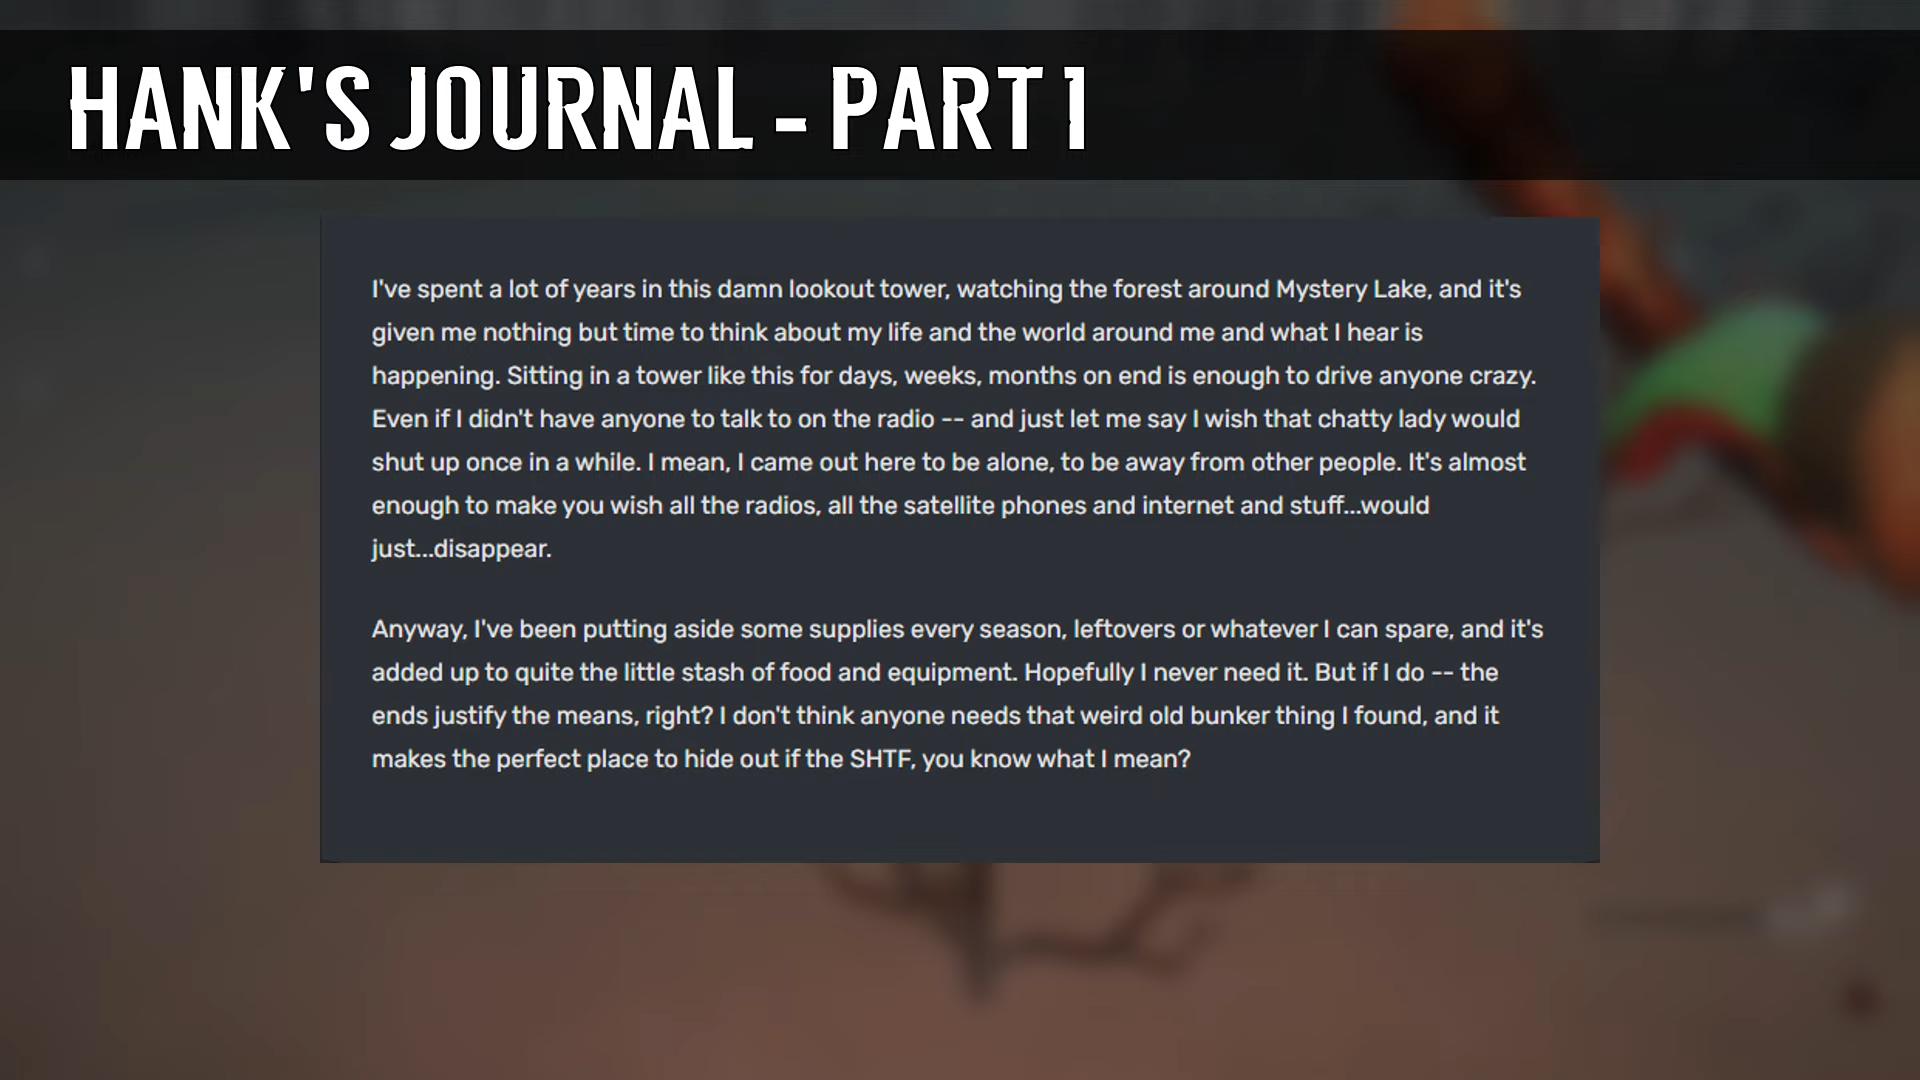 HANK'S JOURNAL - PART 1
I've spent a lot of years in this damn lookout tower, watching the forest around Mystery Lake, and it's
given me nothing but time to think about my life and the world around me and what I hear is
happening. Sitting in a tower like this for days, weeks, months on end is enough to drive anyone crazy.
Even if I didn't have anyone to talk to on the radio -- and just let me say I wish that chatty lady would
shut up once in a while. I mean, I came out here to be alone, to be away from other people. It's almost
enough to make you wish all the radios, all the satellite phones and internet and stuff...would
just...disappear.
Anyway, I've been putting aside some supplies every season, leftovers or whatever I can spare, and it's
added up to quite the little stash of food and equipment. Hopefully I never need it. But if I do -- the
ends justify the means, right? I don't think anyone needs that weird old bunker thing I found, and it
makes the perfect place to hide out if the SHTF, you know what I mean?